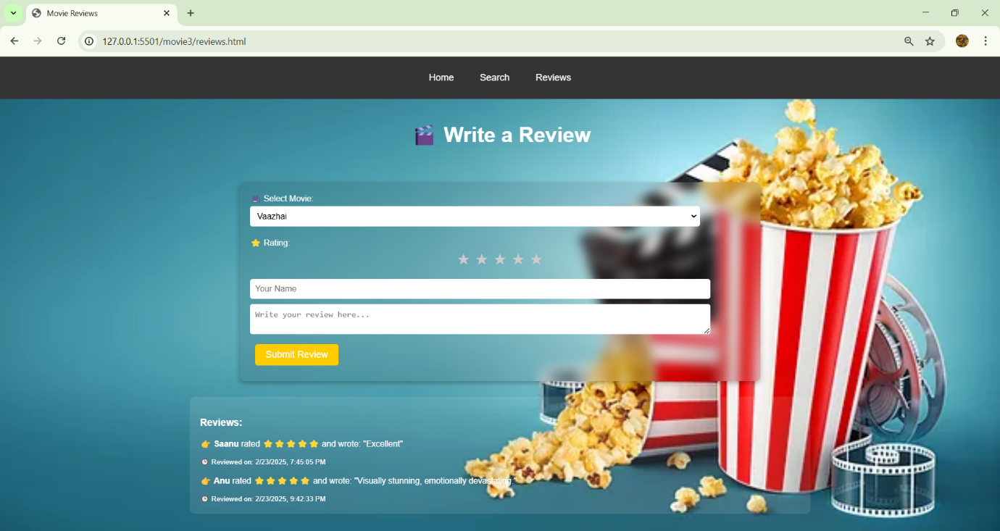 Movie Reviews
127.0.0.1:5501/movie3/reviews.html
Home Search Reviews
🎬 Write a Review
🎥 Select Movie:
Vaazhai
⭐ Rating:
★ ★ ★ ★ ★
Your Name
Write your review here...
Submit Review
Reviews:
👉 Saanu rated ⭐⭐⭐⭐⭐ and wrote: "Excellent"
🕒 Reviewed on: 2/23/2025, 7:45:05 PM
👉 Anu rated ⭐⭐⭐⭐⭐ and wrote: "Visually stunning, emotionally devastating."
🕒 Reviewed on: 2/23/2025, 9:42:33 PM